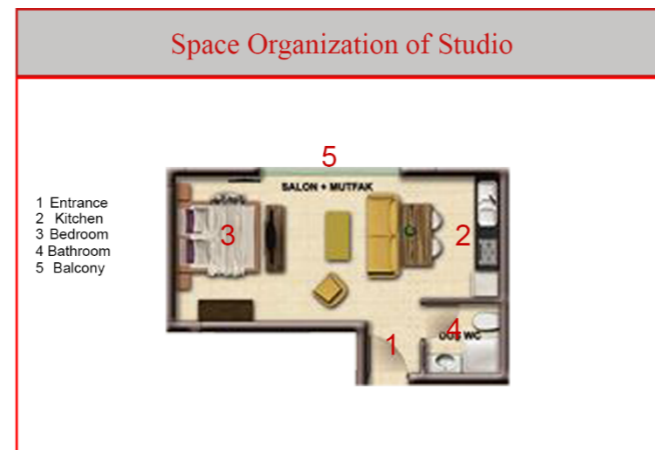 Space Organization of Studio
5
SALON + MUTFAK
1 Entrance
2 Kitchen
3 Bedroom
4 Bathroom
5 Balcony
3
2
4
WC
1